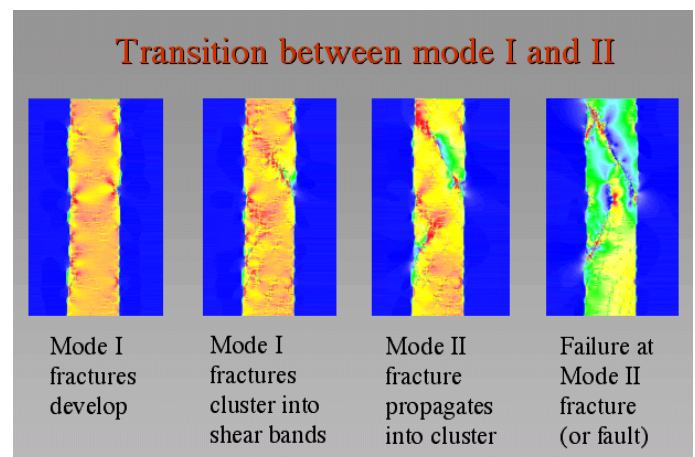 Transition between mode I and II
Mode I
fractures
develop
Mode I
fractures
cluster into
shear bands
Mode II
fracture
propagates
into cluster
Failure at
Mode II
fracture
(or fault)